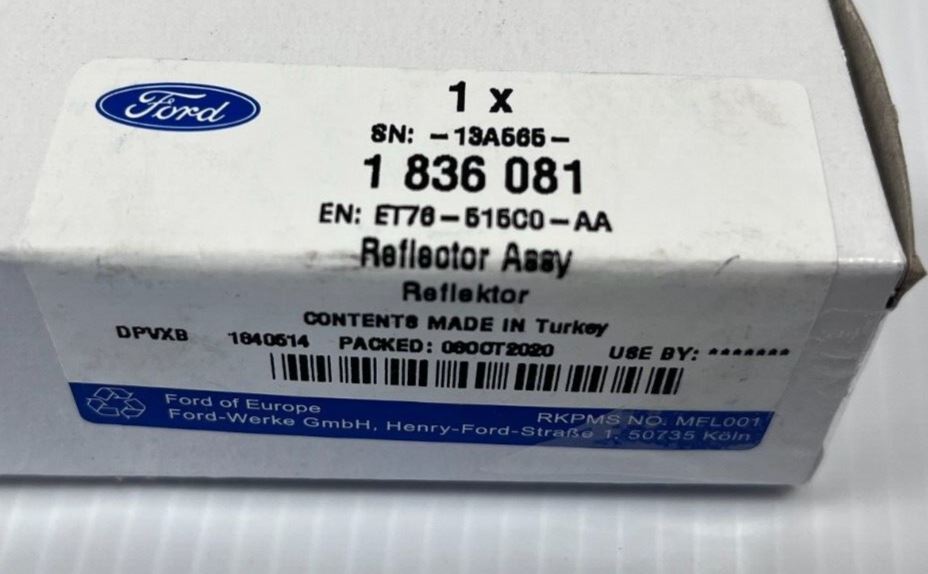 Ford
1 x
SN: -13A565-
1 836 081
EN: ET76-515C0-AA
Reflector Assy
Reflektor
CONTENTS MADE IN Turkey
DPVXB 1640514 PACKED: 06OCT2020 USE BY: *******
Ford of Europe
RKPMS NO. MFL001
Ford-Werke GmbH, Henry-Ford-Straße 1, 50735 Köln